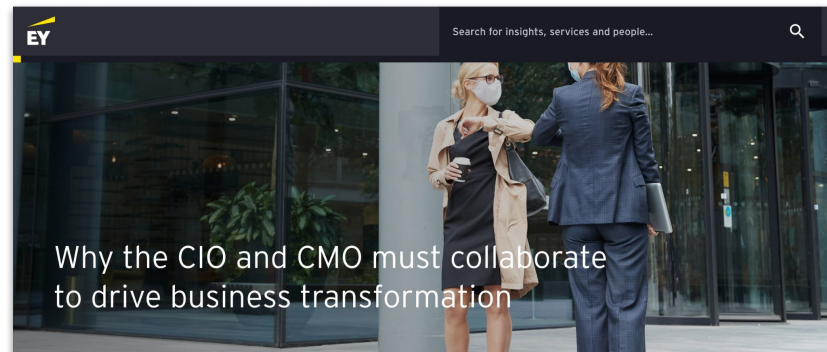 EY
Search for insights, services and people...
Why the CIO and CMO must collaborate
to drive business transformation